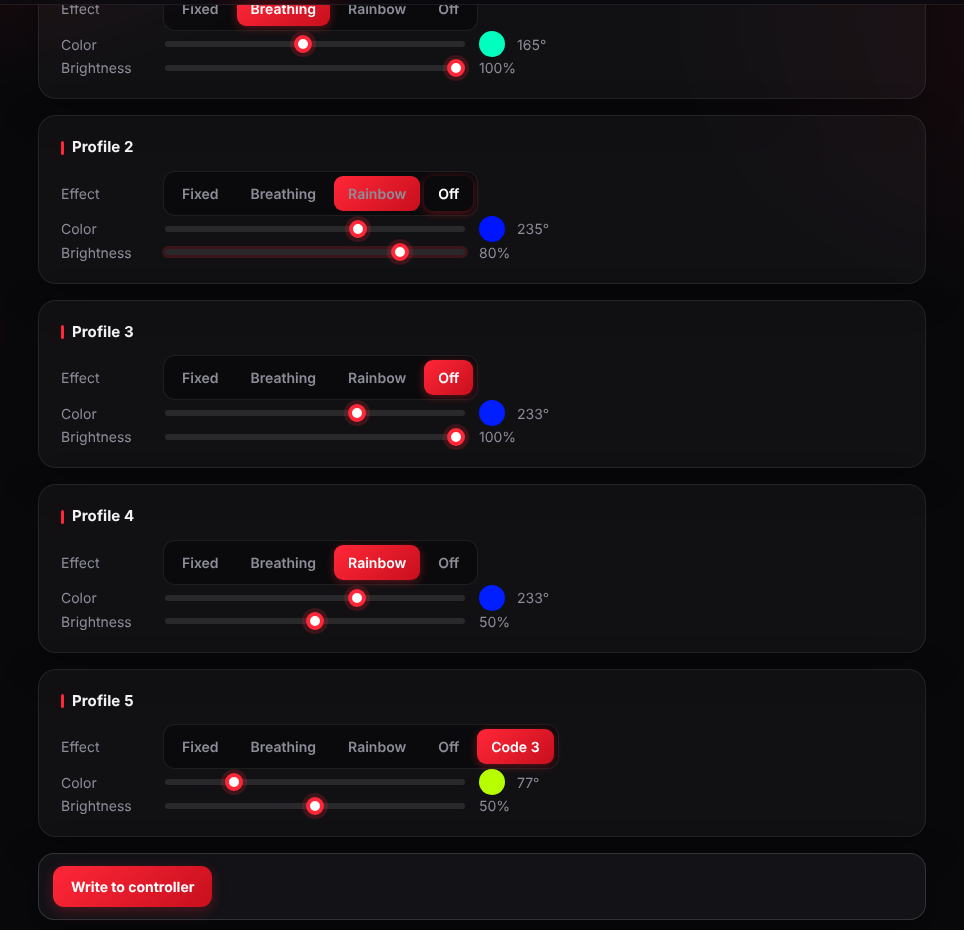 Effect Fixed Breathing Rainbow Off
Color 165°
Brightness 100%
Profile 2
Effect Fixed Breathing Rainbow Off
Color 235°
Brightness 80%
Profile 3
Effect Fixed Breathing Rainbow Off
Color 233°
Brightness 100%
Profile 4
Effect Fixed Breathing Rainbow Off
Color 233°
Brightness 50%
Profile 5
Effect Fixed Breathing Rainbow Off Code 3
Color 77°
Brightness 50%
Write to controller